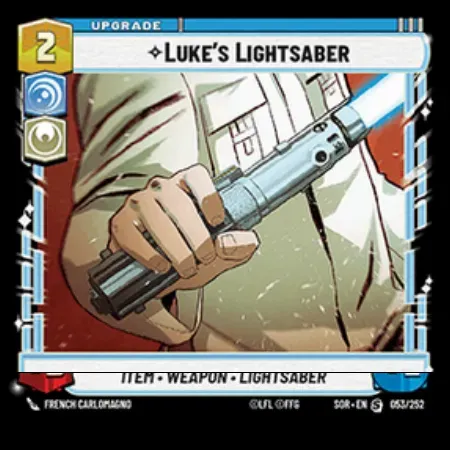 UPGRADE
2
✧LUKE'S LIGHTSABER
ITEM • WEAPON • LIGHTSABER
FRENCH CARLOMAGNO
©LFL ©FFG
SOR • EN S 053/252